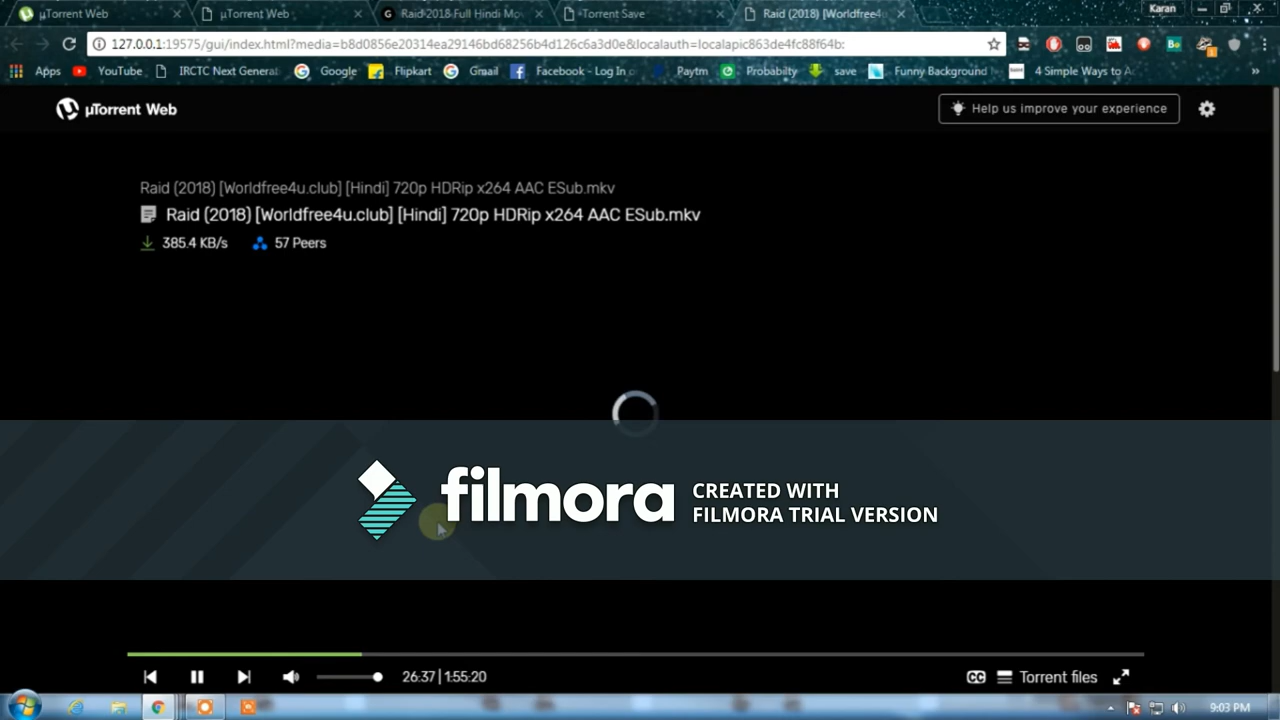 µTorrent Web
µTorrent Web
Raid 2018 Full Hindi Mo
Torrent Save
Raid (2018) [Worldfree4
Karan
127.0.0.1:19575/gui/index.html?media=b8d0856e20314ea29146bd68256b4d126c6a3d0e&localauth=localapic863de4fc88f64b:
Apps
YouTube
IRCTC Next Generat
Google
Flipkart
Gmail
Facebook - Log In o
Paytm
Probabilty
save
Funny Background
4 Simple Ways to A
»
µTorrent Web
Help us improve your experience
Raid (2018) [Worldfree4u.club] [Hindi] 720p HDRip x264 AAC ESub.mkv
Raid (2018) [Worldfree4u.club] [Hindi] 720p HDRip x264 AAC ESub.mkv
385.4 KB/s
57 Peers
filmora
CREATED WITH
FILMORA TRIAL VERSION
26:37 | 1:55:20
CC
Torrent files
9:03 PM